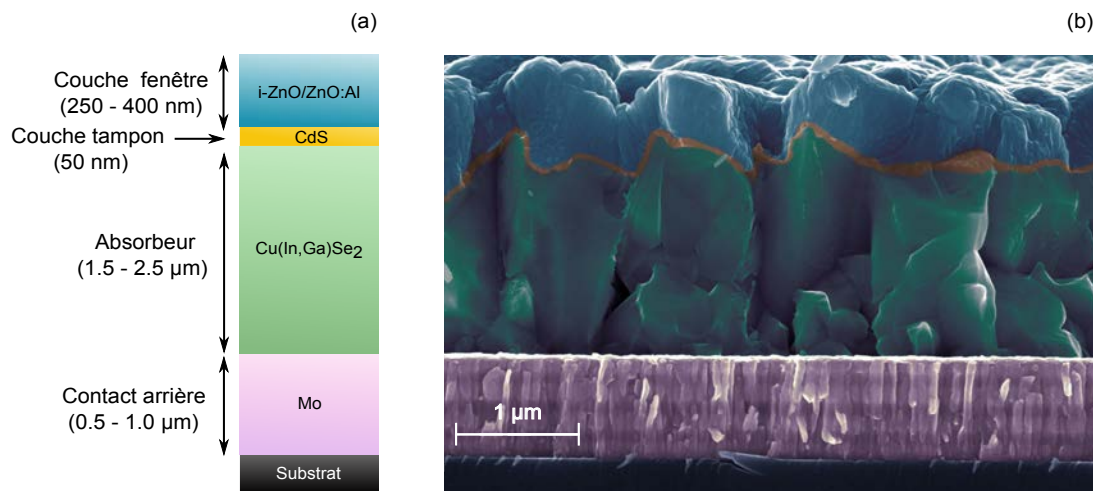 (a)
(b)
Couche fenêtre
(250 - 400 nm)
i-ZnO/ZnO:Al
Couche tampon
(50 nm)
CdS
Absorbeur
(1.5 - 2.5 µm)
Cu(In,Ga)Se2
Contact arrière
(0.5 - 1.0 µm)
Mo
1 µm
Substrat